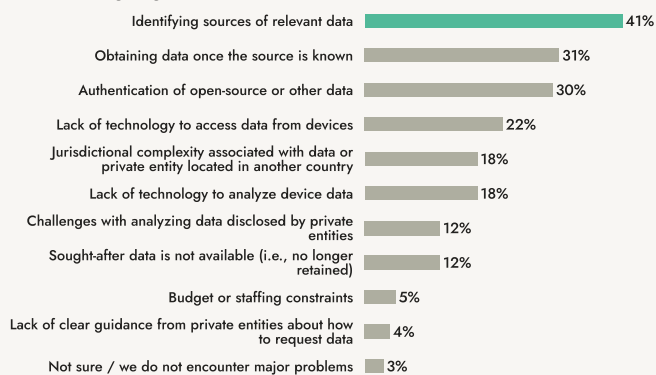 Identifying sources of relevant data 41%
Obtaining data once the source is known 31%
Authentication of open-source or other data 30%
Lack of technology to access data from devices 22%
Jurisdictional complexity associated with data or
private entity located in another country 18%
Lack of technology to analyze device data 18%
Challenges with analyzing data disclosed by private
entities 12%
Sought-after data is not available (i.e., no longer
retained) 12%
Budget or staffing constraints 5%
Lack of clear guidance from private entities about how
to request data 4%
Not sure / we do not encounter major problems 3%